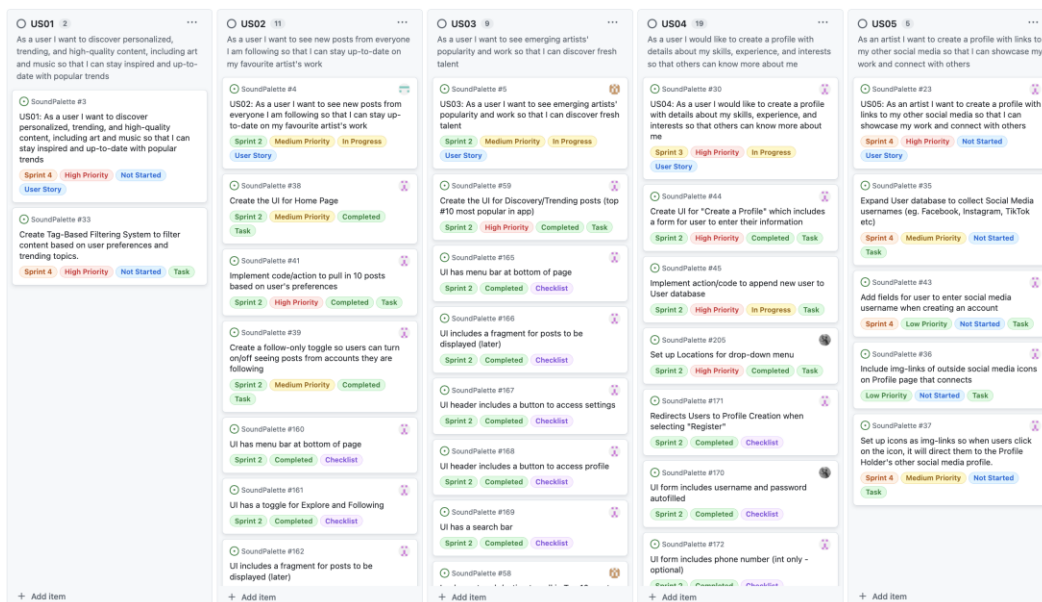 US01 2 ...
As a user I want to discover personalized,
trending, and high-quality content, including art
and music so that I can stay inspired and up-to-
date with popular trends
SoundPalette #3
US01: As a user I want to discover
personalized, trending, and high-quality
content, including art and music so that I can
stay inspired and up-to-date with popular
trends
Sprint 4 High Priority Not Started
User Story
SoundPalette #33
Create Tag-Based Filtering System to filter
content based on user preferences and
trending topics.
Sprint 4 High Priority Not Started Task
+ Add item
US02 11 ...
As a user I want to see new posts from everyone
I am following so that I can stay up-to-date on
my favourite artist's work
SoundPalette #4
US02: As a user I want to see new posts from
everyone I am following so that I can stay up-
to-date on my favourite artist's work
Sprint 2 Medium Priority In Progress
User Story
SoundPalette #38
Create the UI for Home Page
Sprint 2 Medium Priority Completed
Task
SoundPalette #41
Implement code/action to pull in 10 posts
based on user's preferences
Sprint 2 High Priority Completed Task
SoundPalette #39
Create a follow-only toggle so users can turn
on/off seeing posts from accounts they are
following
Sprint 2 Medium Priority Completed
Task
SoundPalette #160
UI has menu bar at bottom of page
Sprint 2 Completed Checklist
SoundPalette #161
UI has a toggle for Explore and Following
Sprint 2 Completed Checklist
SoundPalette #162
UI includes a fragment for posts to be
displayed (later)
+ Add item
US03 9 ...
As a user I want to see emerging artists'
popularity and work so that I can discover fresh
talent
SoundPalette #5
US03: As a user I want to see emerging artists'
popularity and work so that I can discover fresh
talent
Sprint 2 Medium Priority In Progress
User Story
SoundPalette #59
Create the UI for Discovery/Trending posts (top
#10 most popular in app)
Sprint 2 High Priority Completed Task
SoundPalette #165
UI has menu bar at bottom of page
Sprint 2 Completed Checklist
SoundPalette #166
UI includes a fragment for posts to be
displayed (later)
Sprint 2 Completed Checklist
SoundPalette #167
UI header includes a button to access settings
Sprint 2 Completed Checklist
SoundPalette #168
UI header includes a button to access profile
Sprint 2 Completed Checklist
SoundPalette #169
UI has a search bar
Sprint 2 Completed Checklist
SoundPalette #58
+ Add item
US04 19 ...
As a user I would like to create a profile with
details about my skills, experience, and interests
so that others can know more about me
SoundPalette #30
US04: As a user I would like to create a profile
with details about my skills, experience, and
interests so that others can know more about
me
Sprint 3 High Priority In Progress
User Story
SoundPalette #44
Create UI for "Create a Profile" which includes
a form for user to enter their information
Sprint 2 High Priority Completed Task
SoundPalette #45
Implement action/code to append new user to
User database
Sprint 2 High Priority In Progress Task
SoundPalette #205
Set up Locations for drop-down menu
Sprint 2 High Priority Completed Task
SoundPalette #171
Redirects Users to Profile Creation when
selecting "Register"
Sprint 2 Completed Checklist
SoundPalette #170
UI form includes username and password
autofilled
Sprint 2 Completed Checklist
SoundPalette #172
UI form includes phone number (int only -
optional)
Sprint 2 Completed Checklist
+ Add item
US05 5 ...
As an artist I want to create a profile with links to
my other social media so that I can showcase my
work and connect with others
SoundPalette #23
US05: As an artist I want to create a profile with
links to my other social media so that I can
showcase my work and connect with others
Sprint 4 High Priority Not Started
User Story
SoundPalette #35
Expand User database to collect Social Media
usernames (eg. Facebook, Instagram, TikTok
etc)
Sprint 4 Medium Priority Not Started
Task
SoundPalette #43
Add fields for user to enter social media
username when creating an account
Sprint 4 Low Priority Not Started Task
SoundPalette #36
Include img-links of outside social media icons
on Profile page that connects
Low Priority Not Started Task
SoundPalette #37
Set up icons as img-links so when users click
on the icon, it will direct them to the Profile
Holder's other social media profile.
Sprint 4 Medium Priority Not Started
Task
+ Add item